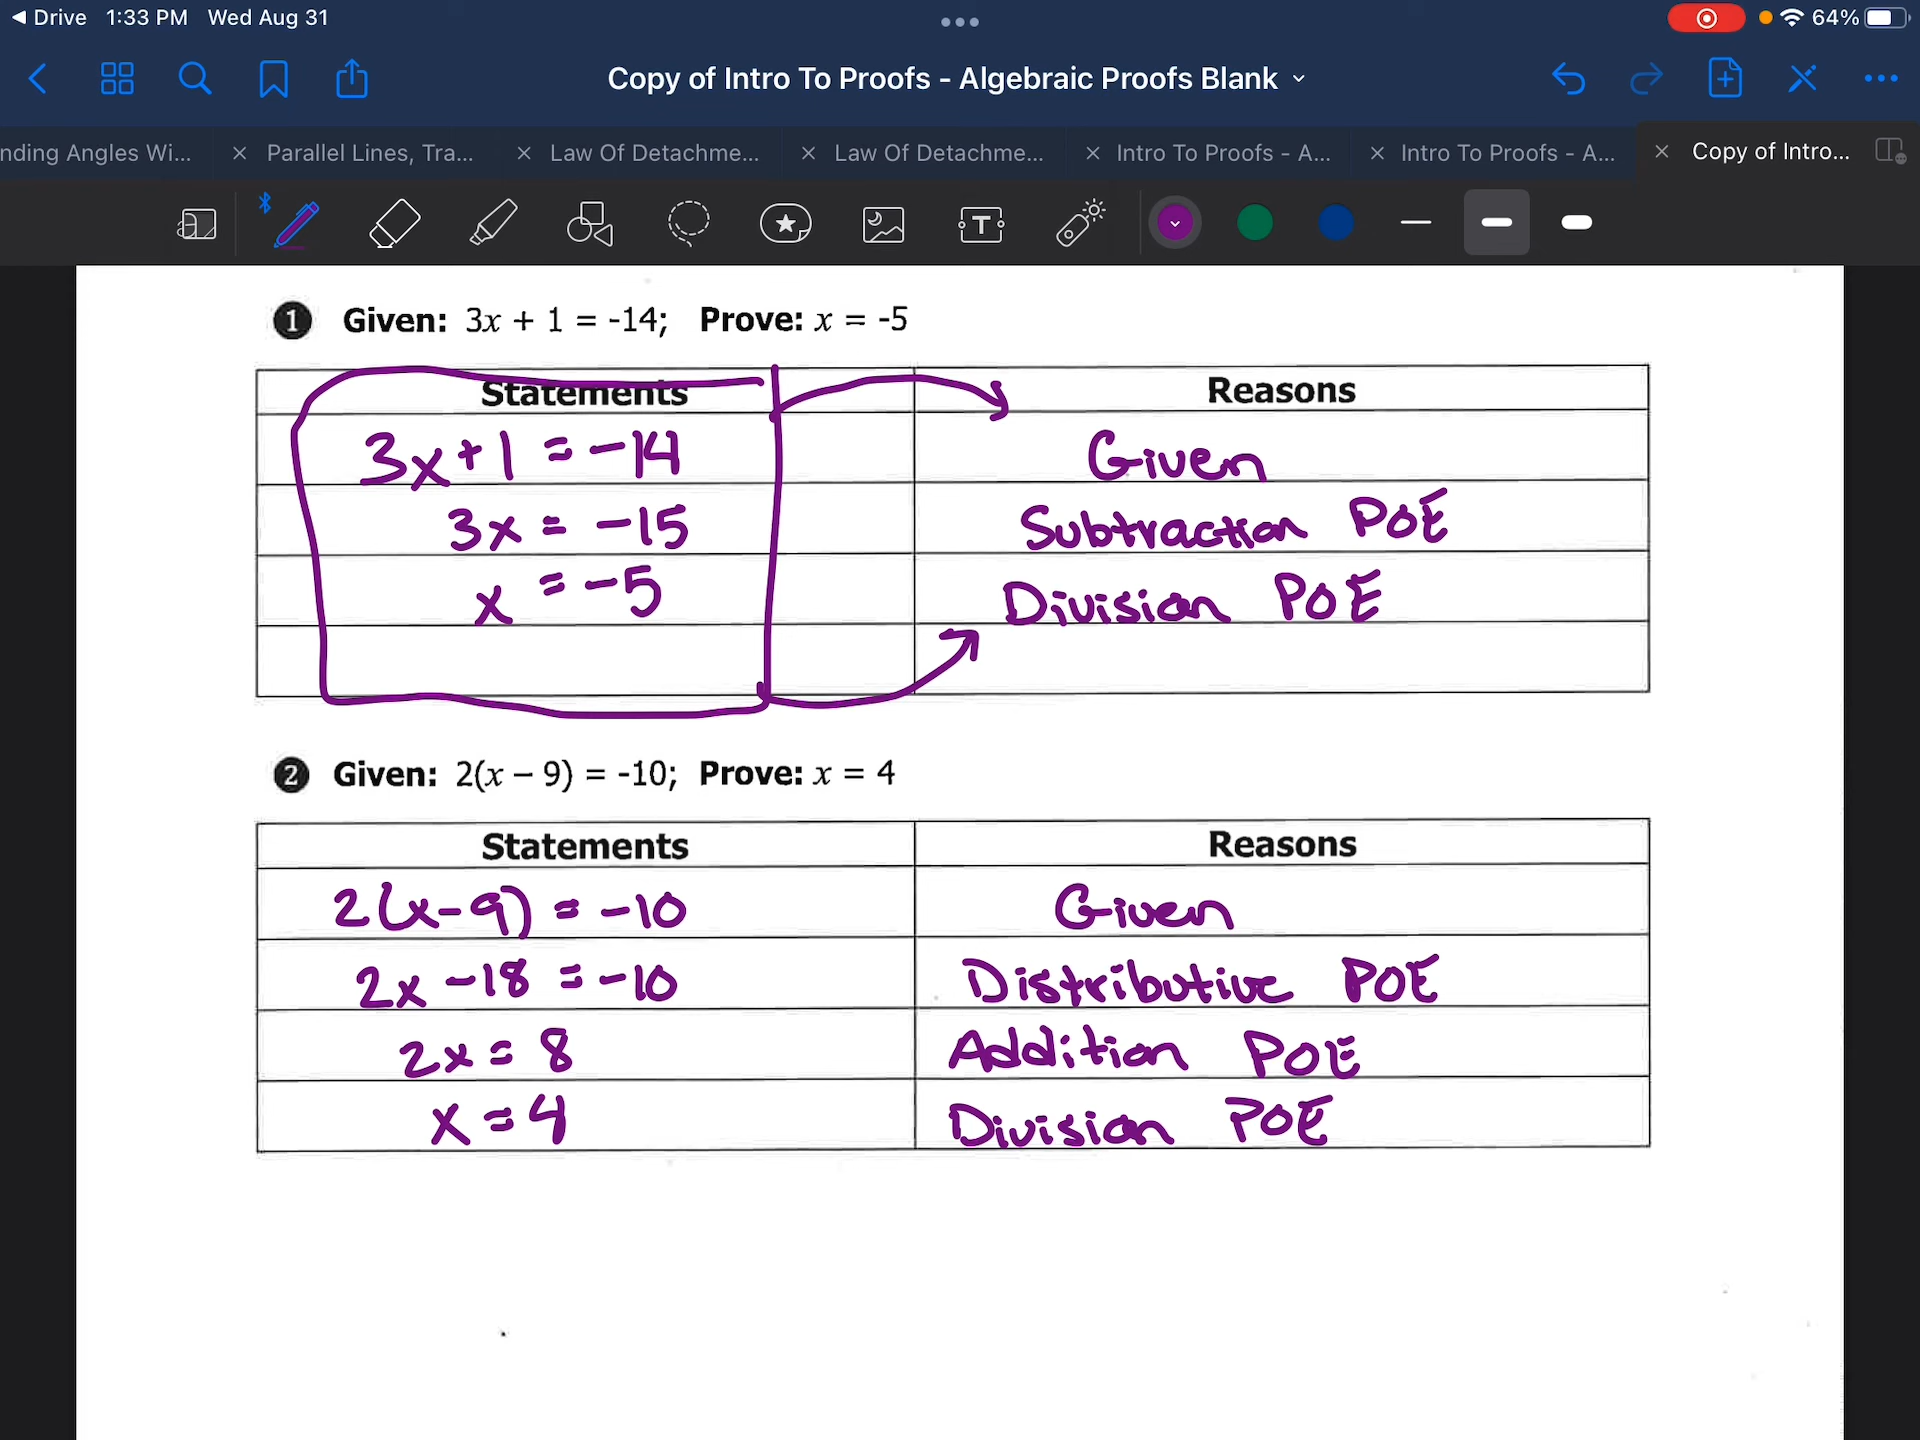 Drive 1:33 PM Wed Aug 31 64%
Copy of Intro To Proofs - Algebraic Proofs Blank
nding Angles Wi... Parallel Lines, Tra... Law Of Detachme... Law Of Detachme... Intro To Proofs - A... Intro To Proofs - A... Copy of Intro...
1 Given: 3x + 1 = -14; Prove: x = -5
Statements Reasons
3x+1 = -14 Given
3x = -15 Subtraction POE
x = -5 Division POE
2 Given: 2(x – 9) = -10; Prove: x = 4
Statements Reasons
2(x-9) = -10 Given
2x -18 = -10 Distributive POE
2x = 8 Addition POE
x = 4 Division POE